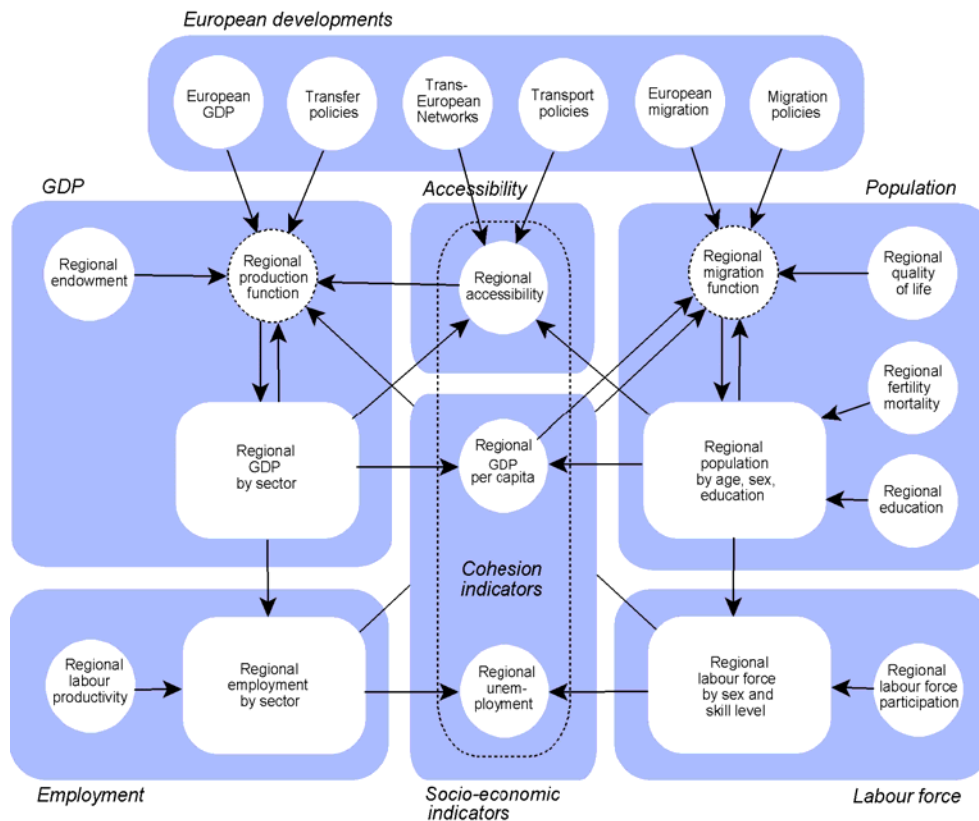 European developments
European
GDP
Transfer
policies
Trans-
European
Networks
Transport
policies
European
migration
Migration
policies
GDP
Accessibility
Population
Regional
endowment
Regional
production
function
Regional
accessibility
Regional
migration
function
Regional
quality
of life
Regional
fertility
mortality
Regional
GDP
by sector
Regional
GDP
per capita
Regional
population
by age, sex,
education
Regional
education
Cohesion
indicators
Regional
labour
productivity
Regional
employment
by sector
Regional
unem-
ployment
Regional
labour force
by sex and
skill level
Regional
labour force
participation
Employment
Socio-economic
indicators
Labour force